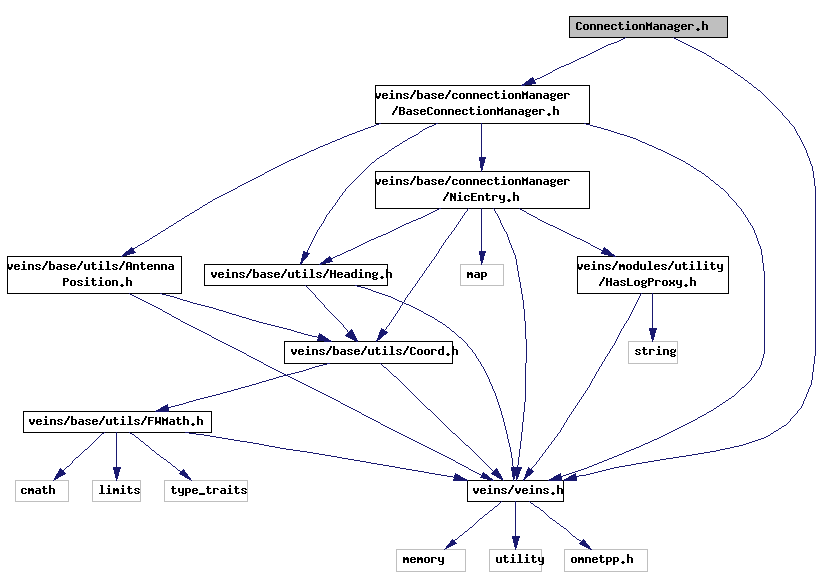 ConnectionManager.h
veins/base/connectionManager
/BaseConnectionManager.h
veins/base/connectionManager
/NicEntry.h
veins/base/utils/Antenna
Position.h
veins/base/utils/Heading.h
map
veins/modules/utility
/HasLogProxy.h
veins/base/utils/Coord.h
string
veins/base/utils/FWMath.h
cmath
limits
type_traits
veins/veins.h
memory
utility
omnetpp.h